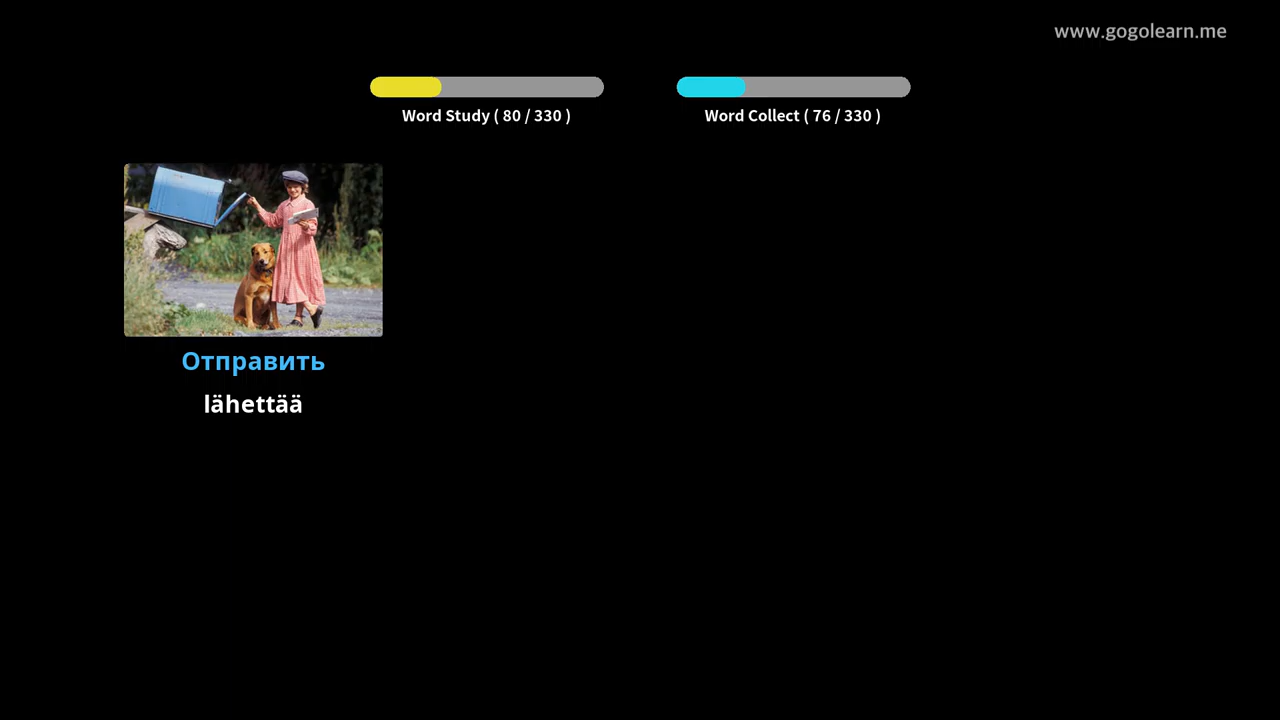 www.gogolearn.me
Word Study ( 80 / 330 )
Word Collect ( 76 / 330 )
Отправить
lähettää